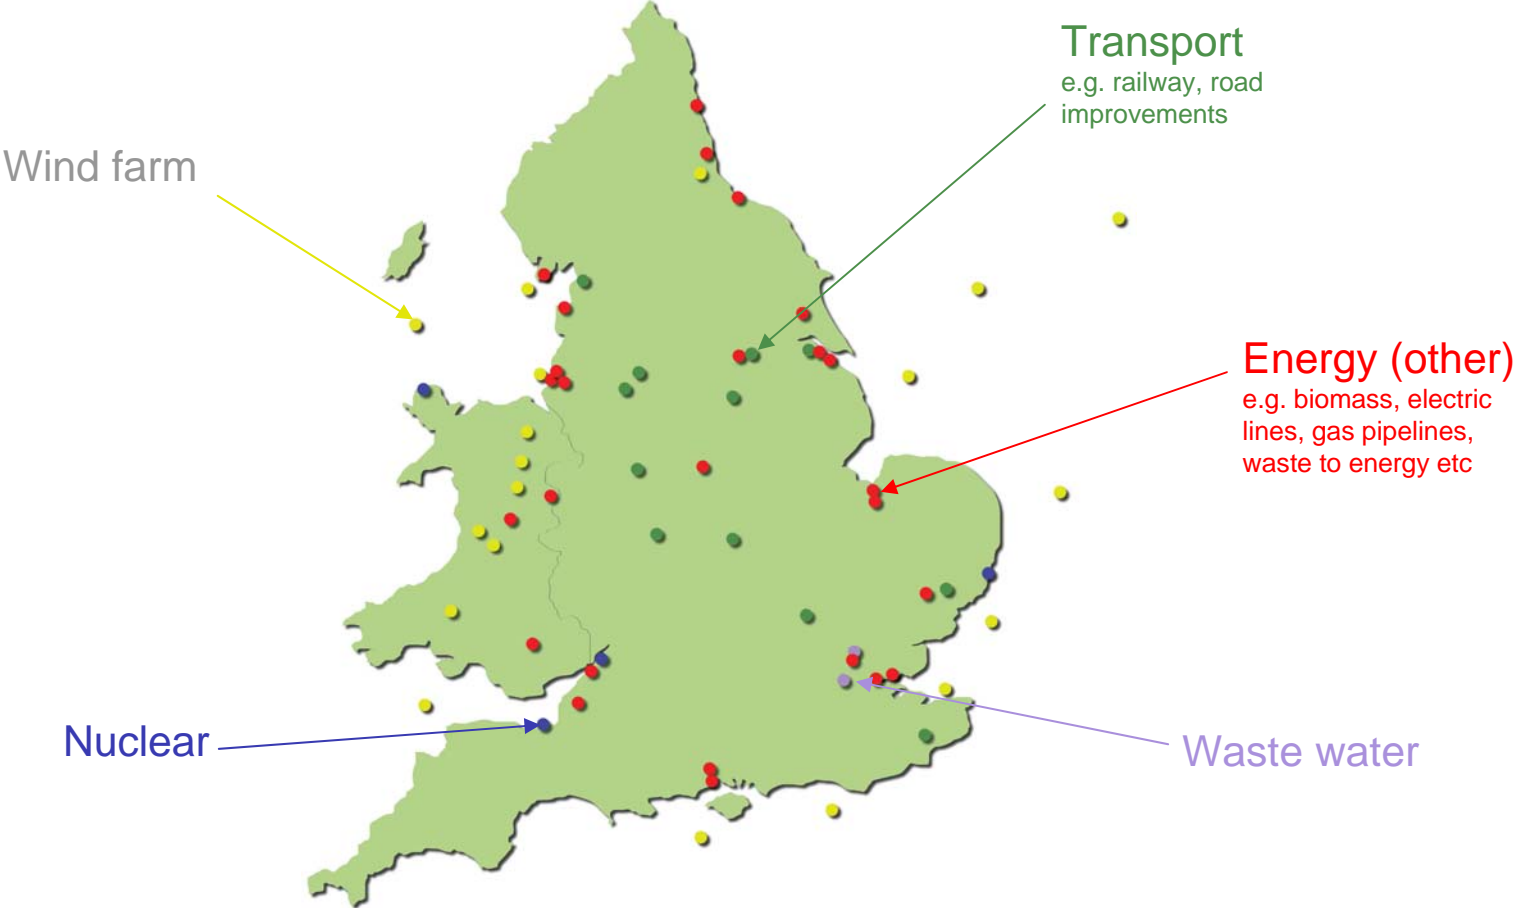 Transport
e.g. railway, road
improvements
Wind farm
Energy (other)
e.g. biomass, electric
lines, gas pipelines,
waste to energy etc
Nuclear
Waste water